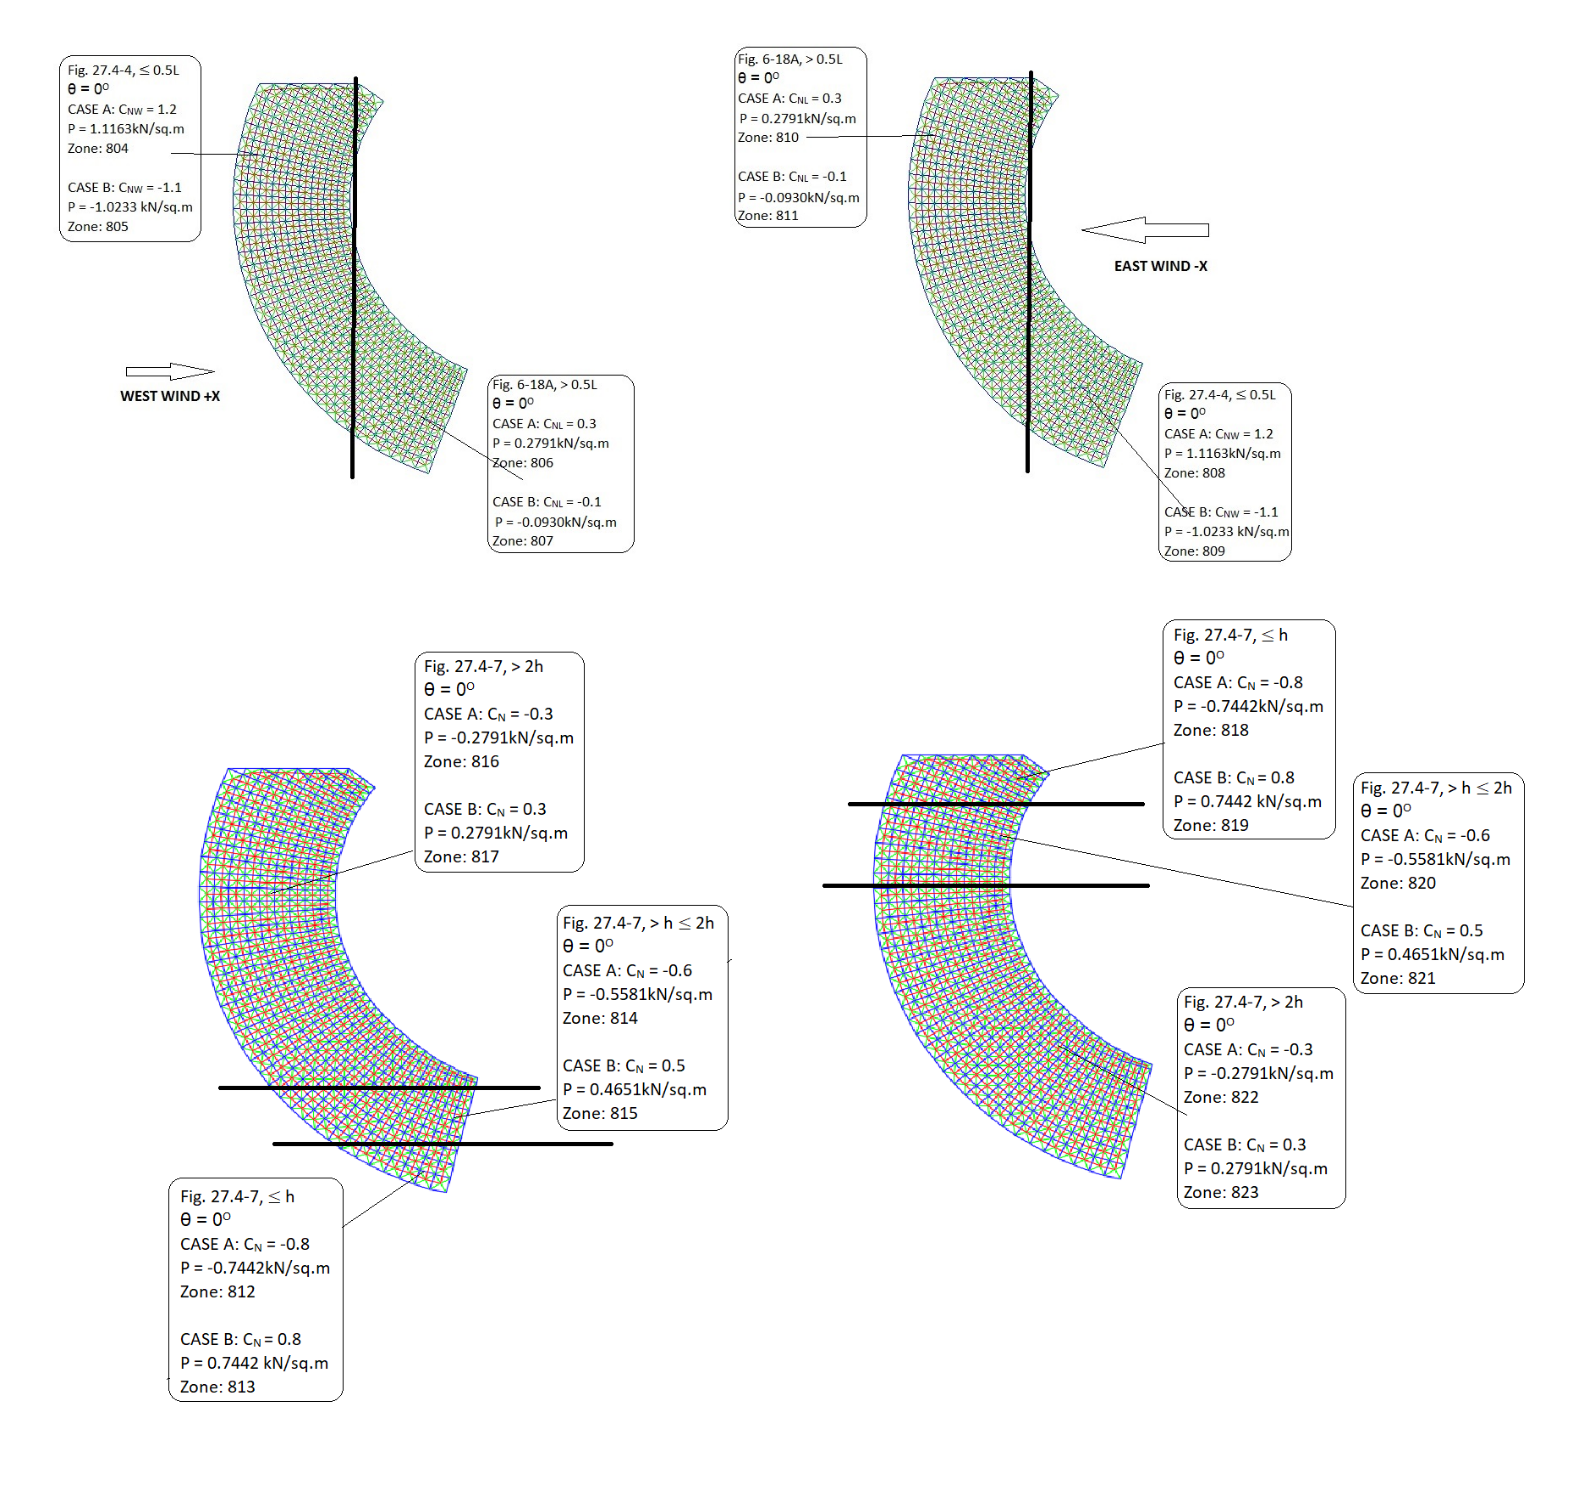 Fig. 27.4-4, ≤ 0.5L
θ = 0⁰
CASE A: CNW = 1.2
P = 1.1163kN/sq.m
Zone: 804
CASE B: CNW = -1.1
P = -1.0233 kN/sq.m
Zone: 805
WEST WIND +X
Fig. 6-18A, > 0.5L
θ = 0⁰
CASE A: CNL = 0.3
P = 0.2791kN/sq.m
Zone: 806
CASE B: CNL = -0.1
P = -0.0930kN/sq.m
Zone: 807
Fig. 6-18A, > 0.5L
θ = 0⁰
CASE A: CNL = 0.3
P = 0.2791kN/sq.m
Zone: 810
CASE B: CNL = -0.1
P = -0.0930kN/sq.m
Zone: 811
EAST WIND -X
Fig. 27.4-4, ≤ 0.5L
θ = 0⁰
CASE A: CNW = 1.2
P = 1.1163kN/sq.m
Zone: 808
CASE B: CNW = -1.1
P = -1.0233 kN/sq.m
Zone: 809
Fig. 27.4-7, > 2h
θ = 0⁰
CASE A: CN = -0.3
P = -0.2791kN/sq.m
Zone: 816
CASE B: CN = 0.3
P = 0.2791kN/sq.m
Zone: 817
Fig. 27.4-7, > h ≤ 2h
θ = 0⁰
CASE A: CN = -0.6
P = -0.5581kN/sq.m
Zone: 814
CASE B: CN = 0.5
P = 0.4651kN/sq.m
Zone: 815
Fig. 27.4-7, ≤ h
θ = 0⁰
CASE A: CN = -0.8
P = -0.7442kN/sq.m
Zone: 812
CASE B: CN = 0.8
P = 0.7442 kN/sq.m
Zone: 813
Fig. 27.4-7, ≤ h
θ = 0⁰
CASE A: CN = -0.8
P = -0.7442kN/sq.m
Zone: 818
CASE B: CN = 0.8
P = 0.7442 kN/sq.m
Zone: 819
Fig. 27.4-7, > h ≤ 2h
θ = 0⁰
CASE A: CN = -0.6
P = -0.5581kN/sq.m
Zone: 820
CASE B: CN = 0.5
P = 0.4651kN/sq.m
Zone: 821
Fig. 27.4-7, > 2h
θ = 0⁰
CASE A: CN = -0.3
P = -0.2791kN/sq.m
Zone: 822
CASE B: CN = 0.3
P = 0.2791kN/sq.m
Zone: 823